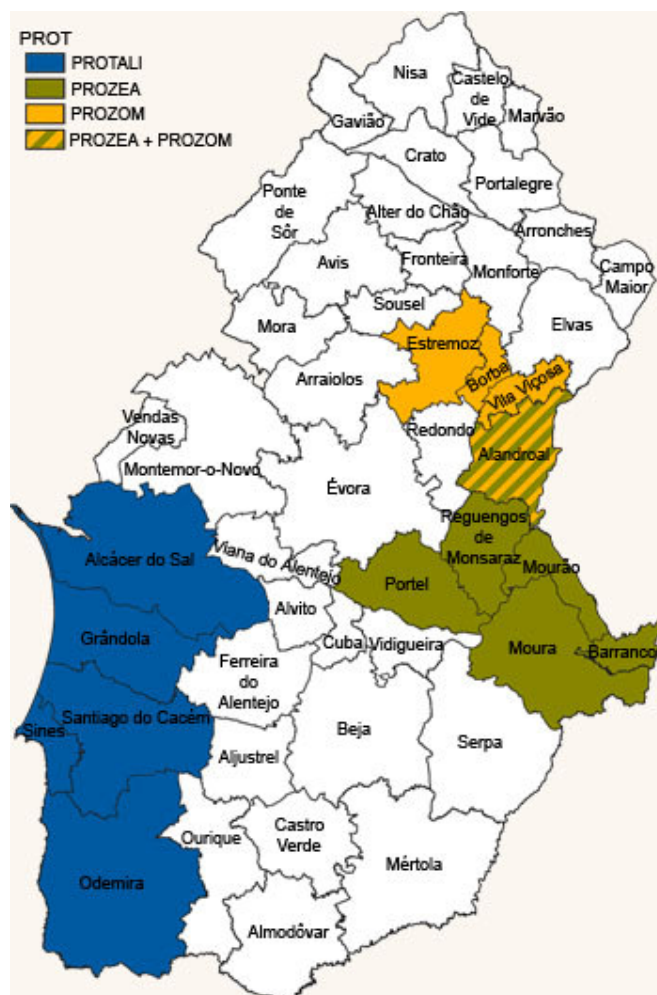 PROT
PROTALI
PROZEA
PROZOM
PROZEA + PROZOM
Nisa
Castelo
de
Vide
Marvão
Gavião
Crato
Portalegre
Ponte
de
Sôr
Alter do Chão
Arronches
Avis
Fronteira
Monforte
Campo
Maior
Sousel
Mora
Estremoz
Elvas
Borba
Arraiolos
Vila Viçosa
Vendas
Novas
Redondo
Alandroal
Montemor-o-Novo
Évora
Reguengos
de
Monsaraz
Alcácer do Sal
Viana do Alentejo
Mourão
Portel
Alvito
Grândola
Cuba
Vidigueira
Moura
Barranco
Ferreira
do
Alentejo
Santiago do Cacém
Sines
Beja
Serpa
Aljustrel
Ourique
Castro
Verde
Mértola
Odemira
Almodôvar